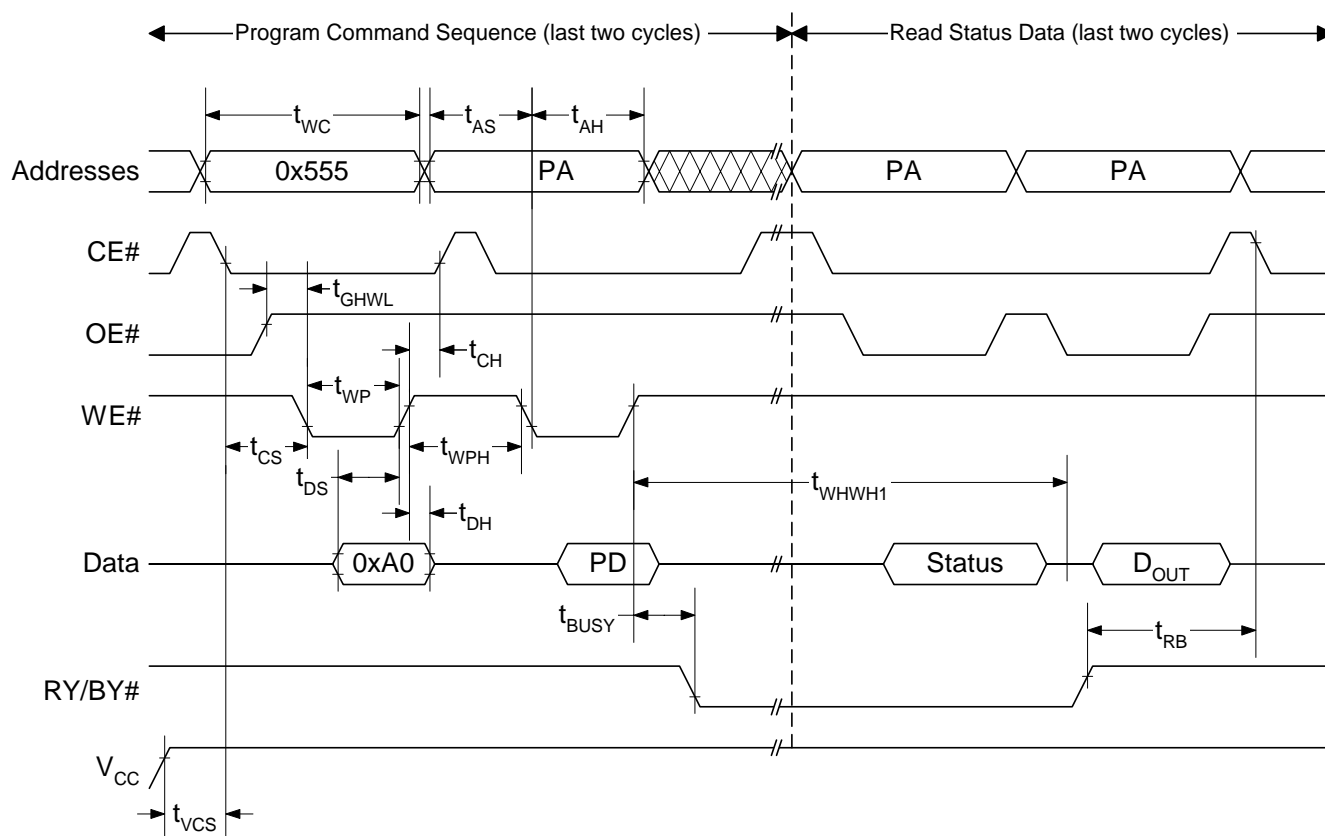 Program Command Sequence (last two cycles) Read Status Data (last two cycles)
tWC tAS tAH
Addresses 0x555 PA PA PA
CE#
tGHWL
OE#
tCH
tWP
WE#
tCS tWPH
tDS tWHWH1
tDH
Data 0xA0 PD Status DOUT
tBUSY tRB
RY/BY#
VCC
tVCS